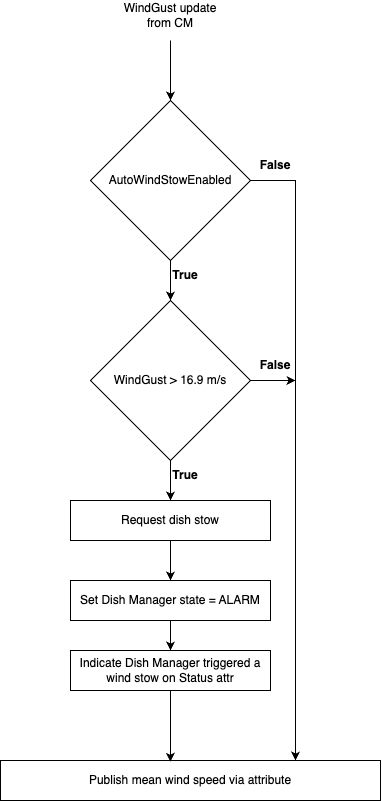 WindGust update
from CM
AutoWindStowEnabled
False
True
WindGust > 16.9 m/s
False
True
Request dish stow
Set Dish Manager state = ALARM
Indicate Dish Manager triggered a
wind stow on Status attr
Publish mean wind speed via attribute